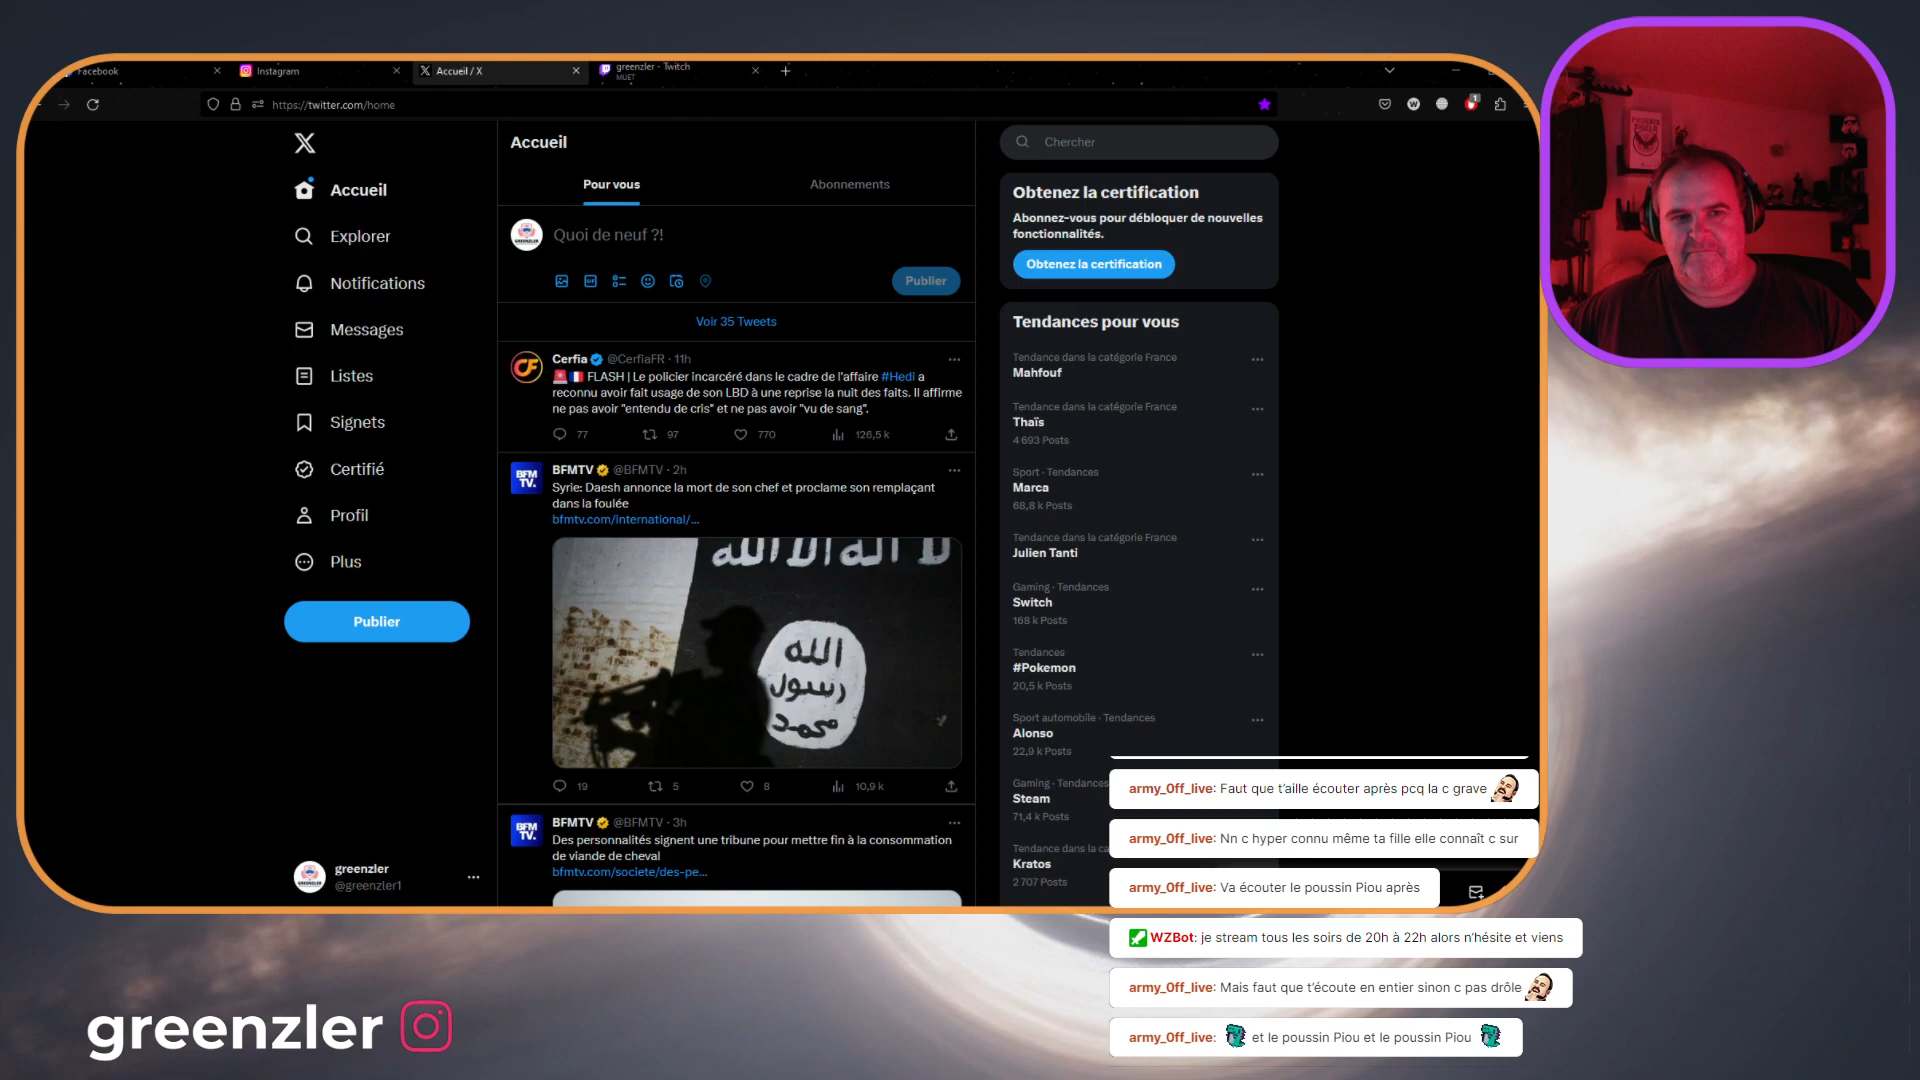 Facebook
Instagram
Accueil / X
greenzler - Twitch
MUET
https://twitter.com/home
Accueil
Explorer
Notifications
Messages
Listes
Signets
Certifié
Profil
Plus
Publier
greenzler
@greenzler1
Accueil
Pour vous
Abonnements
Quoi de neuf ?!
Publier
Voir 35 Tweets
Cerfia @CerfiaFR · 11h
FLASH | Le policier incarcéré dans le cadre de l'affaire #Hedi a
reconnu avoir fait usage de son LBD à une reprise la nuit des faits. Il affirme
ne pas avoir "entendu de cris" et ne pas avoir "vu de sang".
77 97 770 126,5 k
BFMTV @BFMTV · 2h
Syrie: Daesh annonce la mort de son chef et proclame son remplaçant
dans la foulée
bfmtv.com/international/...
الله
رسول
محمد
19 5 8 10,9 k
BFMTV @BFMTV · 3h
Des personnalités signent une tribune pour mettre fin à la consommation
de viande de cheval
bfmtv.com/societe/des-pe...
Chercher
Obtenez la certification
Abonnez-vous pour débloquer de nouvelles
fonctionnalités.
Obtenez la certification
Tendances pour vous
Tendance dans la catégorie France
Mahfouf
Tendance dans la catégorie France
Thaïs
4 693 Posts
Sport · Tendances
Marca
68,8 k Posts
Tendance dans la catégorie France
Julien Tanti
Gaming · Tendances
Switch
168 k Posts
Tendances
#Pokemon
20,5 k Posts
Sport automobile · Tendances
Alonso
22,9 k Posts
Gaming · Tendances
Steam
71,4 k Posts
Tendance dans la ca
Kratos
2 707 Posts
army_0ff_live: Faut que t'aille écouter après pcq la c grave
army_0ff_live: Nn c hyper connu même ta fille elle connaît c sur
army_0ff_live: Va écouter le poussin Piou après
WZBot: je stream tous les soirs de 20h à 22h alors n'hésite et viens
army_0ff_live: Mais faut que t'écoute en entier sinon c pas drôle
army_0ff_live: et le poussin Piou et le poussin Piou
greenzler